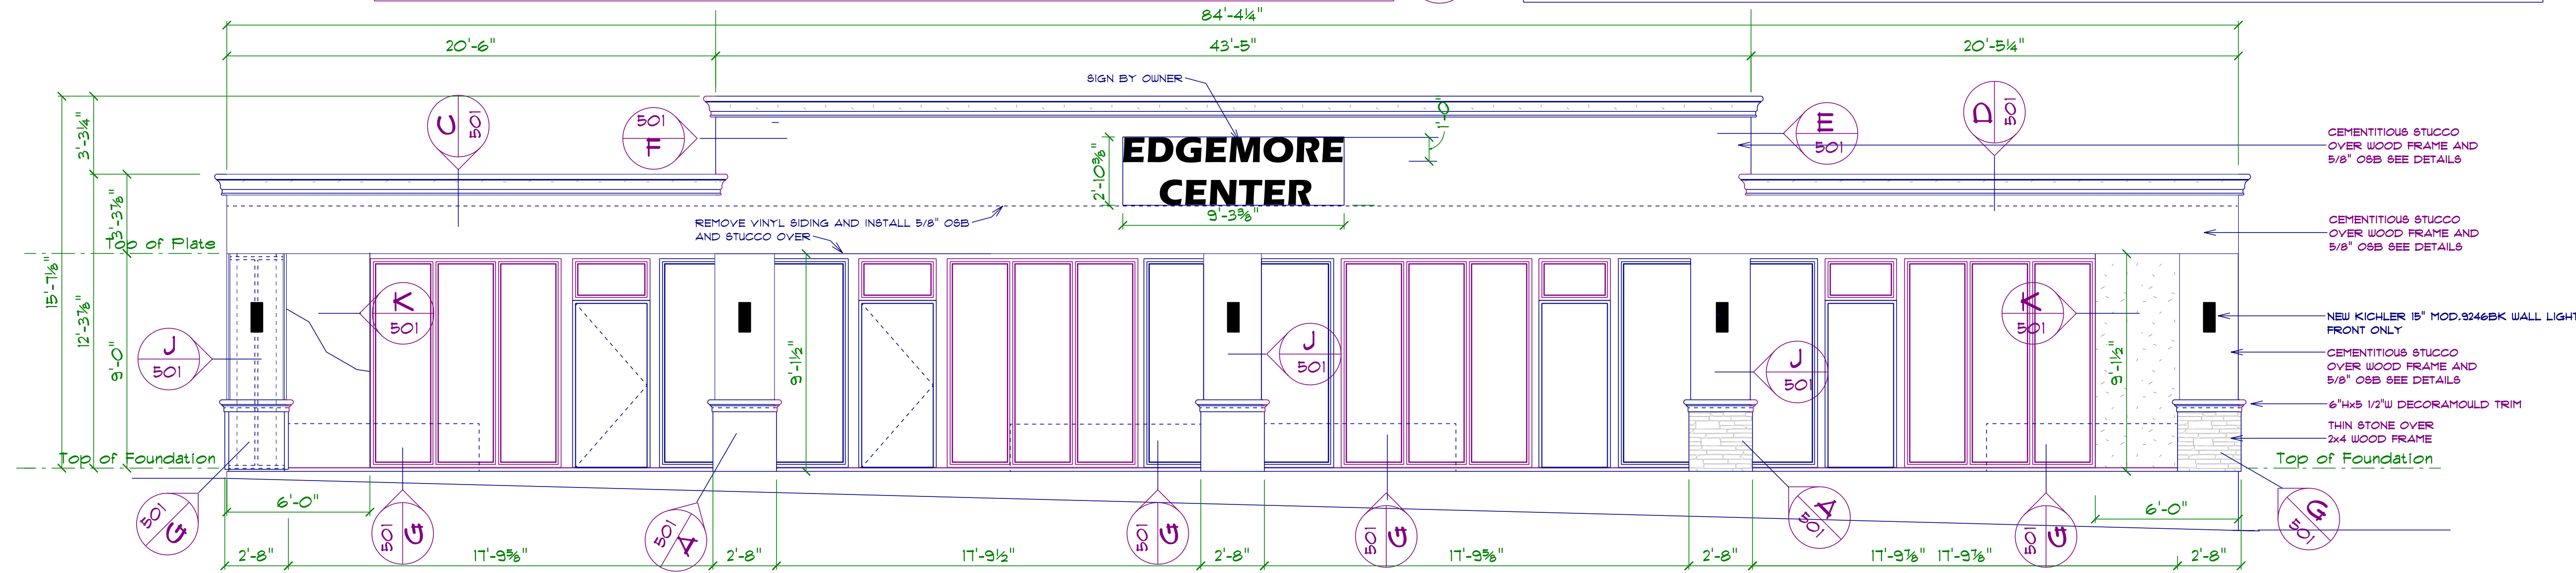 84'-4¼"
20'-6"
43'-5"
20'-5¼"
SIGN BY OWNER
C
501
501
F
1'-0"
E
501
D
501
3'-3¼"
EDGEMORE
CENTER
2'-10⅝"
9'-3⅝"
CEMENTITIOUS STUCCO
OVER WOOD FRAME AND
5/8" OSB SEE DETAILS
3'-3⅞"
REMOVE VINYL SIDING AND INSTALL 5/8" OSB
AND STUCCO OVER
CEMENTITIOUS STUCCO
OVER WOOD FRAME AND
5/8" OSB SEE DETAILS
Top of Plate
15'-7⅛"
12'-3⅞"
9'-0"
K
501
J
501
9'-1½"
J
501
J
501
K
501
9'-1½"
NEW KICHLER 15" MOD.9246BK WALL LIGHT
FRONT ONLY
CEMENTITIOUS STUCCO
OVER WOOD FRAME AND
5/8" OSB SEE DETAILS
6"Hx5 1/2"W DECORAMOULD TRIM
THIN STONE OVER
2x4 WOOD FRAME
Top of Foundation
Top of Foundation
6'-0"
6'-0"
501
G
501
G
501
A
501
G
501
G
501
A
501
G
501
G
2'-8"
17'-9⅝"
2'-8"
17'-9½"
2'-8"
17'-9⅝"
2'-8"
17'-9⅞"
17'-9⅞"
2'-8"